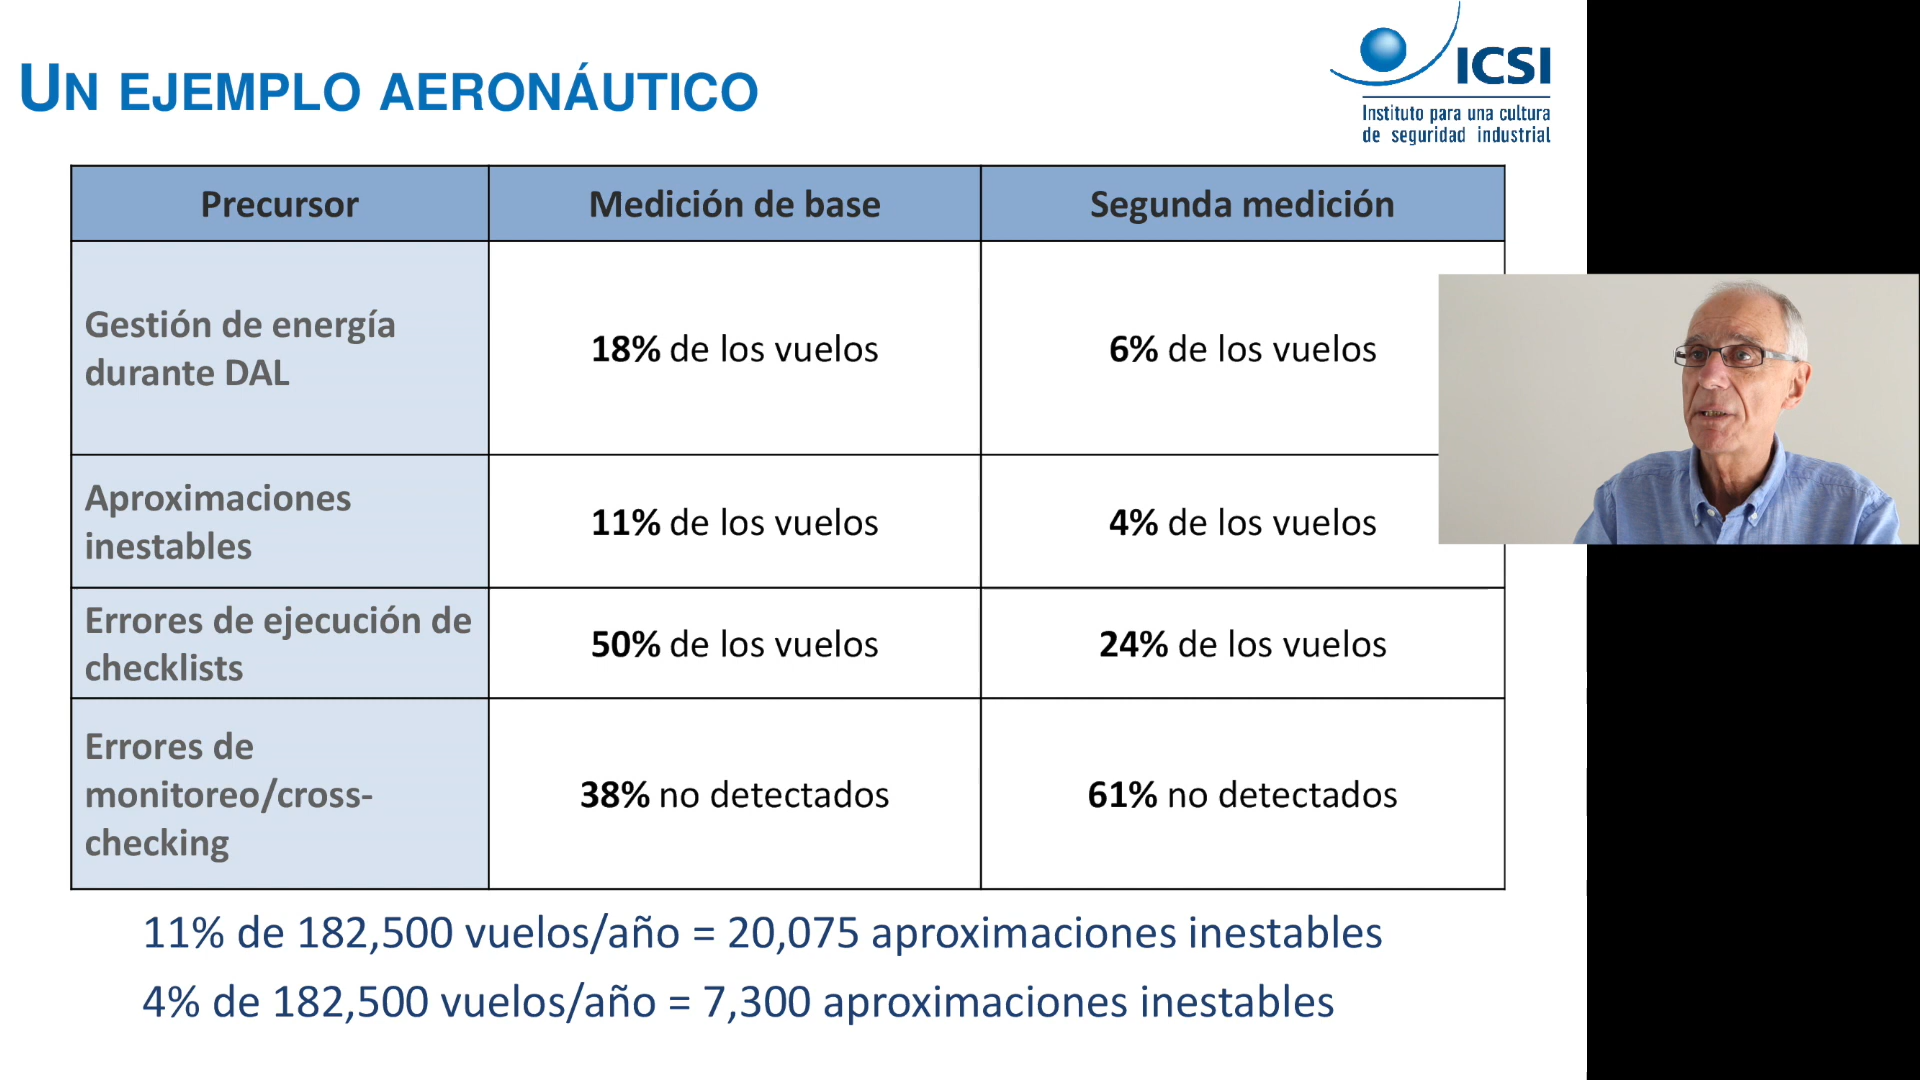 UN EJEMPLO AERONÁUTICO
ICSI
Instituto para una cultura
de seguridad industrial
Precursor
Medición de base
Segunda medición
Gestión de energía
durante DAL
18% de los vuelos
6% de los vuelos
Aproximaciones
inestables
11% de los vuelos
4% de los vuelos
Errores de ejecución de
checklists
50% de los vuelos
24% de los vuelos
Errores de
monitoreo/cross-
checking
38% no detectados
61% no detectados
11% de 182,500 vuelos/año = 20,075 aproximaciones inestables
4% de 182,500 vuelos/año = 7,300 aproximaciones inestables